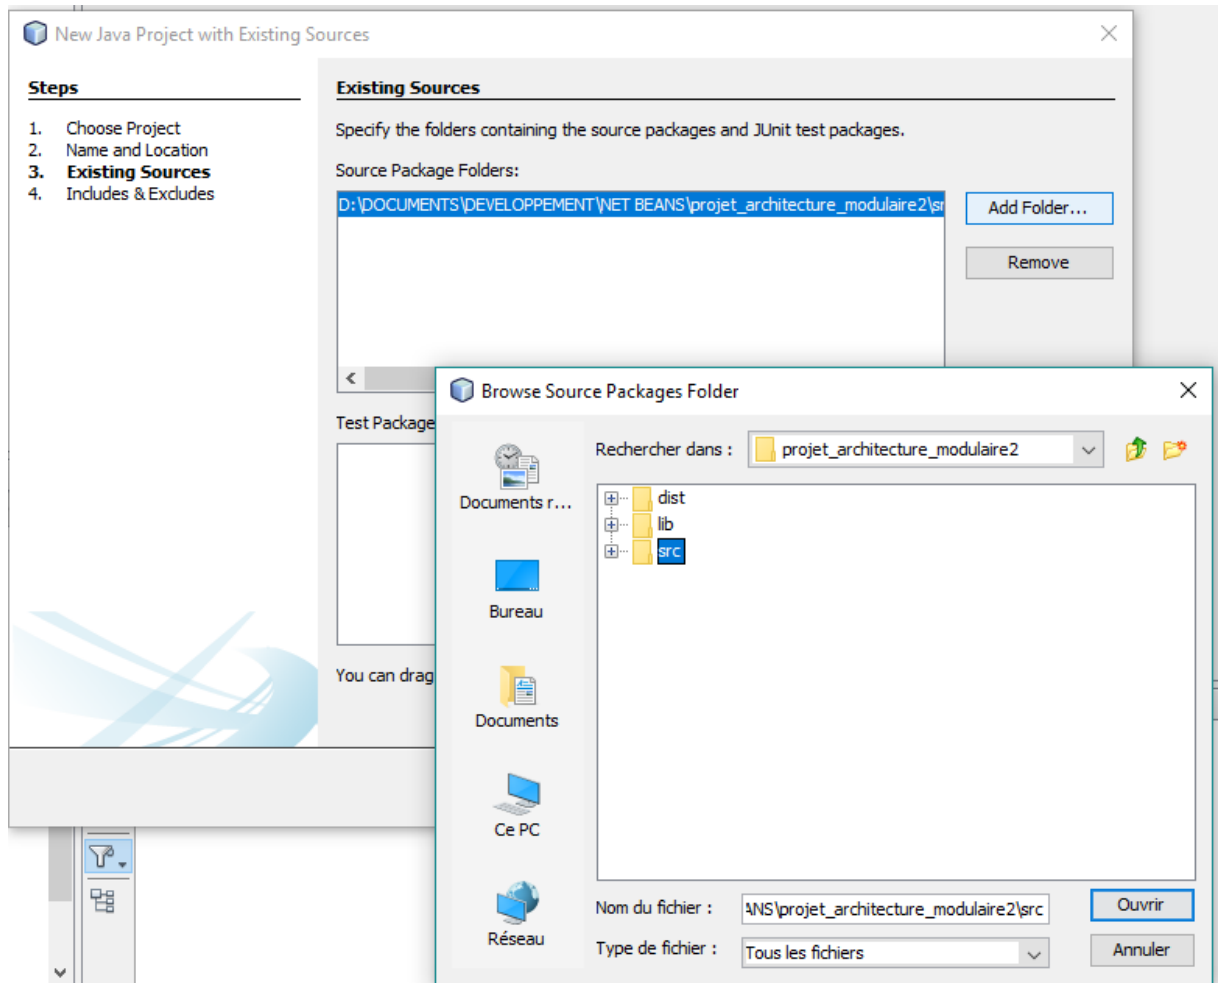 New Java Project with Existing Sources
Steps
1. Choose Project
2. Name and Location
3. Existing Sources
4. Includes & Excludes
Existing Sources
Specify the folders containing the source packages and JUnit test packages.
Source Package Folders:
D:\DOCUMENTS\DEVELOPPEMENT\NET BEANS\projet_architecture_modulaire2\sr
Add Folder...
Remove
Test Package
You can drag
Browse Source Packages Folder
Rechercher dans :
projet_architecture_modulaire2
Documents r...
Bureau
Documents
Ce PC
Réseau
dist
lib
src
Nom du fichier :
ANS\projet_architecture_modulaire2\src
Ouvrir
Type de fichier :
Tous les fichiers
Annuler